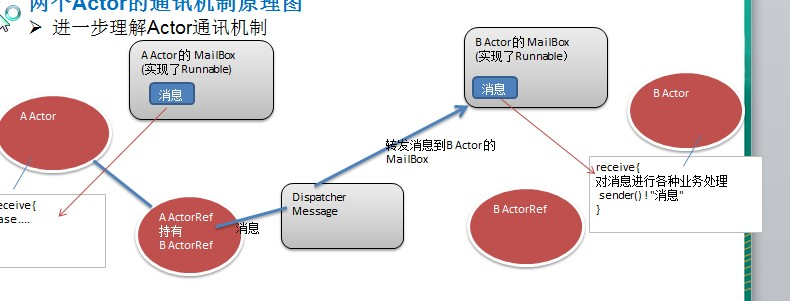 两个Actor的通讯机制原理图
进一步理解Actor通讯机制
A Actor的 MailBox
(实现了Runnable)
消息
B Actor的 MailBox
(实现了Runnable)
消息
A Actor
B Actor
转发消息到B Actor的
MailBox
receive{
对消息进行各种业务处理
sender() ! "消息"
}
eceive{
ase....
A ActorRef
持有
B ActorRef
消息
Dispatcher
Message
B ActorRef